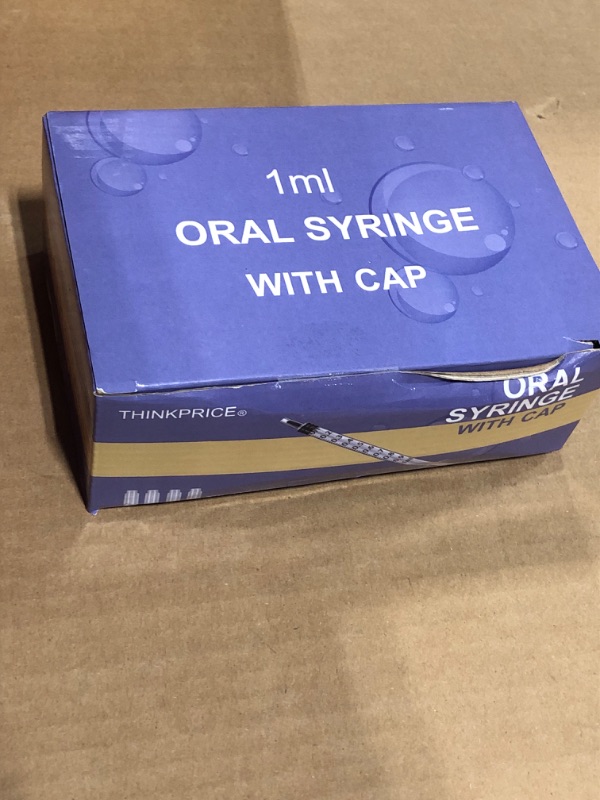 1ml
ORAL SYRINGE
WITH CAP
THINKPRICE®
ORAL
SYRINGE
WITH CAP